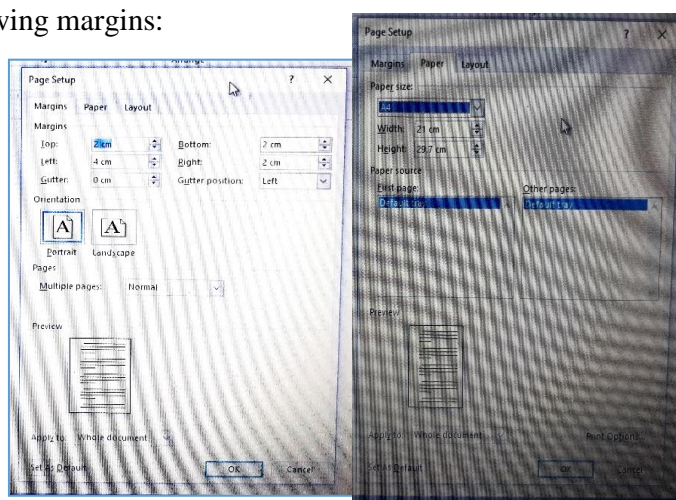 ving margins:
Page Setup ? ×
Margins Paper Layout
Margins
Top: 2 cm Bottom: 2 cm
Left: 4 cm Right: 2 cm
Gutter: 0 cm Gutter position: Left
Orientation
A A
Portrait Landscape
Pages
Multiple pages: Normal
Preview
Apply to: Whole document
Set As Default OK Cancel
Page Setup ? ×
Margins Paper Layout
Paper size:
A4
Width: 21 cm
Height: 29,7 cm
Paper source
First page: Other pages:
Default tray Default tray
Preview
Apply to: Whole document Print Options...
Set As Default OK Cancel